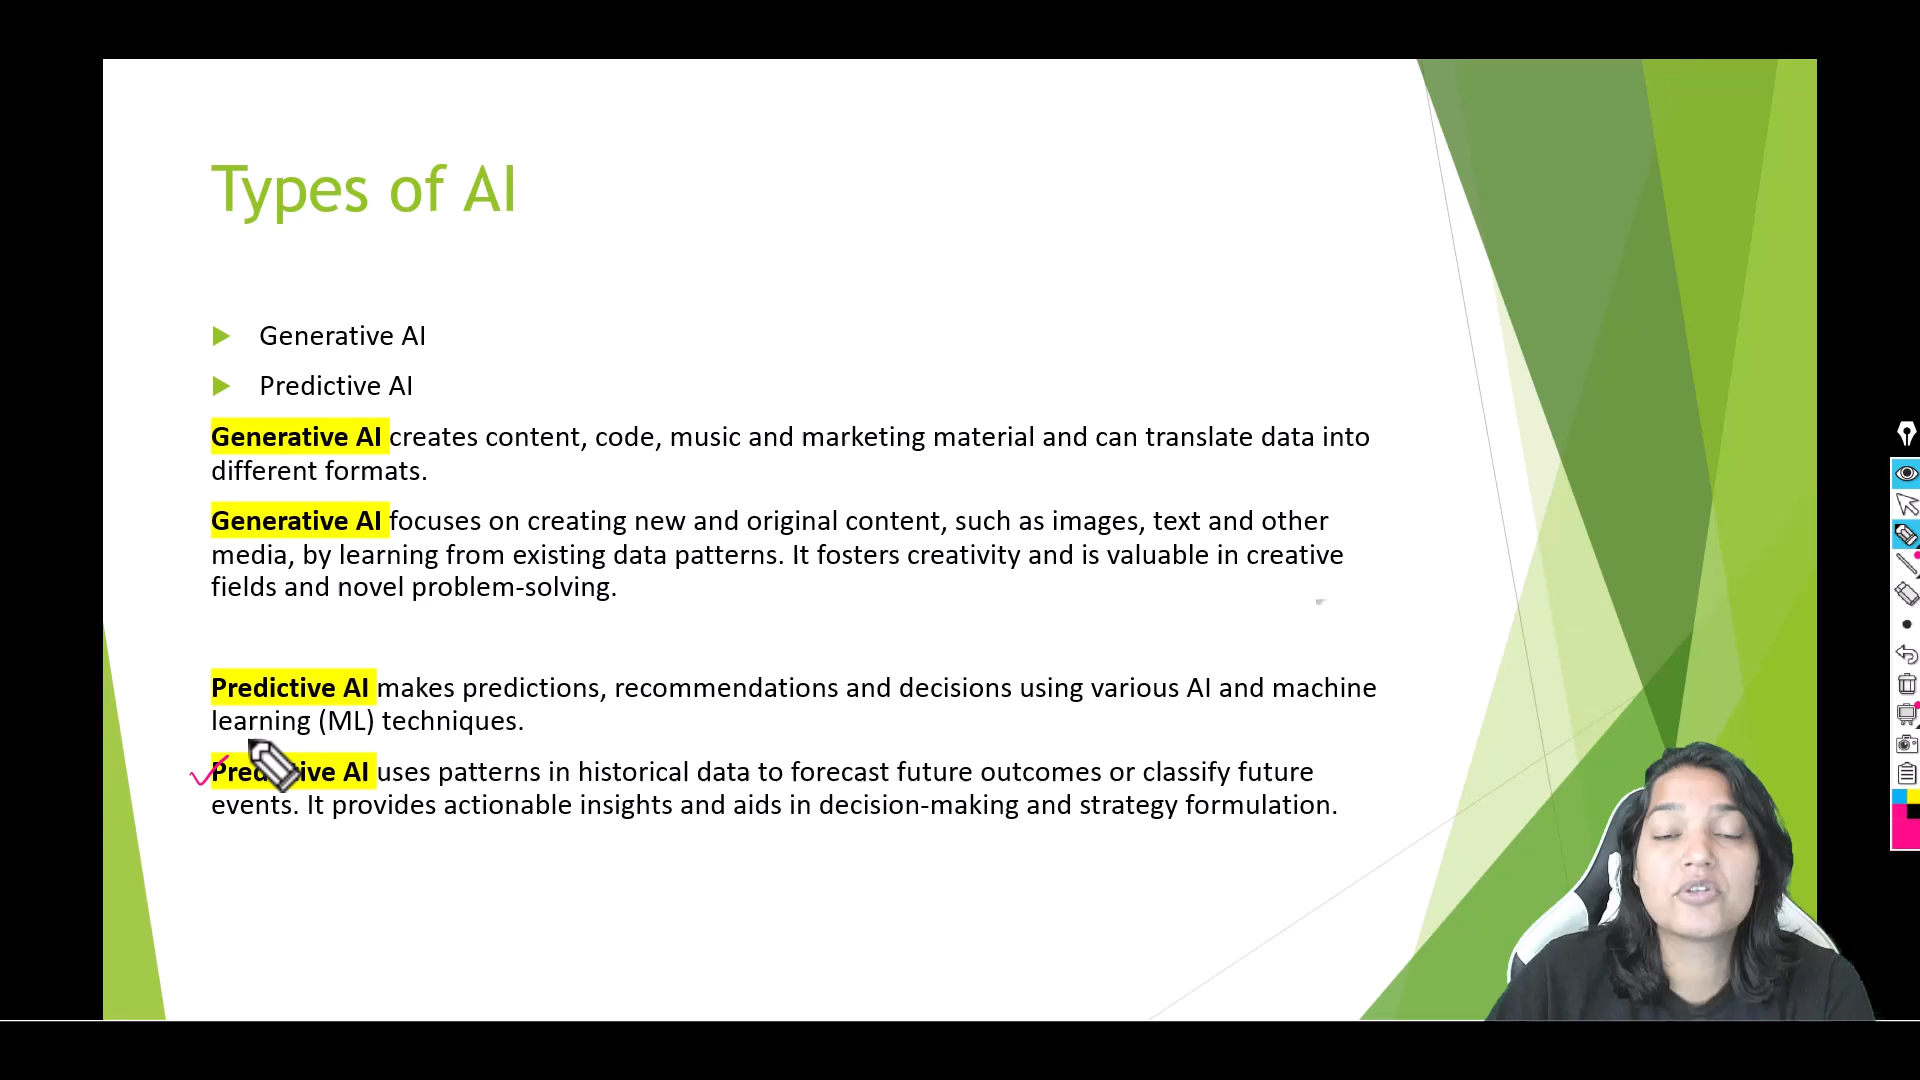 Types of AI
Generative AI
Predictive AI
Generative AI creates content, code, music and marketing material and can translate data into
different formats.
Generative AI focuses on creating new and original content, such as images, text and other
media, by learning from existing data patterns. It fosters creativity and is valuable in creative
fields and novel problem-solving.
Predictive AI makes predictions, recommendations and decisions using various AI and machine
learning (ML) techniques.
Predictive AI uses patterns in historical data to forecast future outcomes or classify future
events. It provides actionable insights and aids in decision-making and strategy formulation.